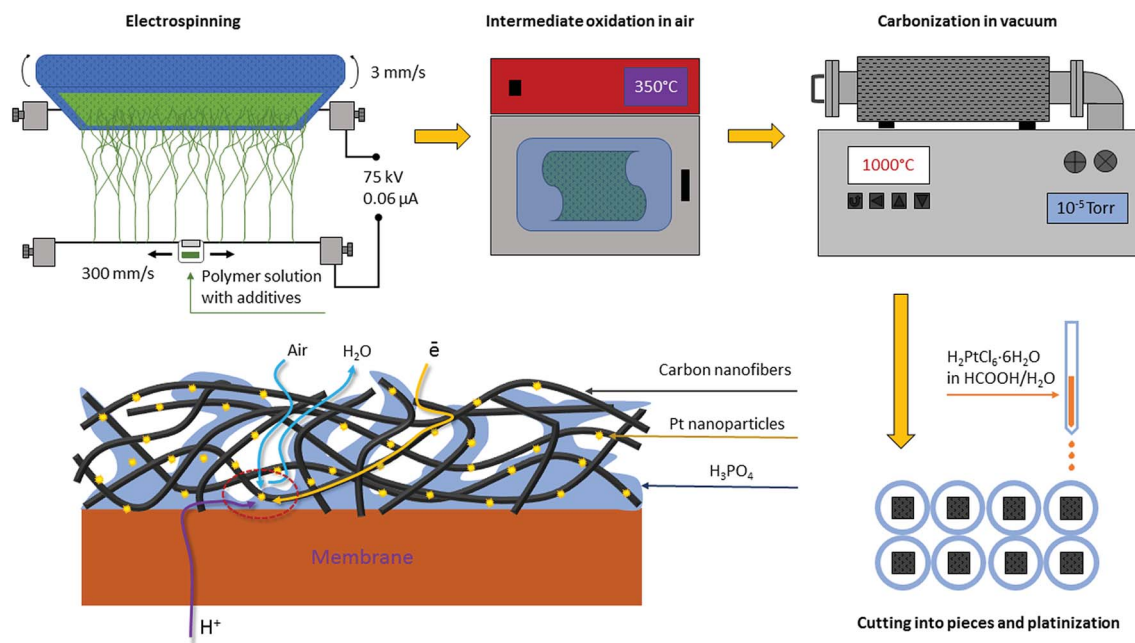 Electrospinning
Intermediate oxidation in air
Carbonization in vacuum
3 mm/s
350°C
75 kV
0.06 µA
1000°C
10⁻⁵ Torr
300 mm/s
Polymer solution
with additives
Air
H₂O
ē
Carbon nanofibers
Pt nanoparticles
H₃PO₄
Membrane
H⁺
H₂PtCl₆·6H₂O
in HCOOH/H₂O
Cutting into pieces and platinization